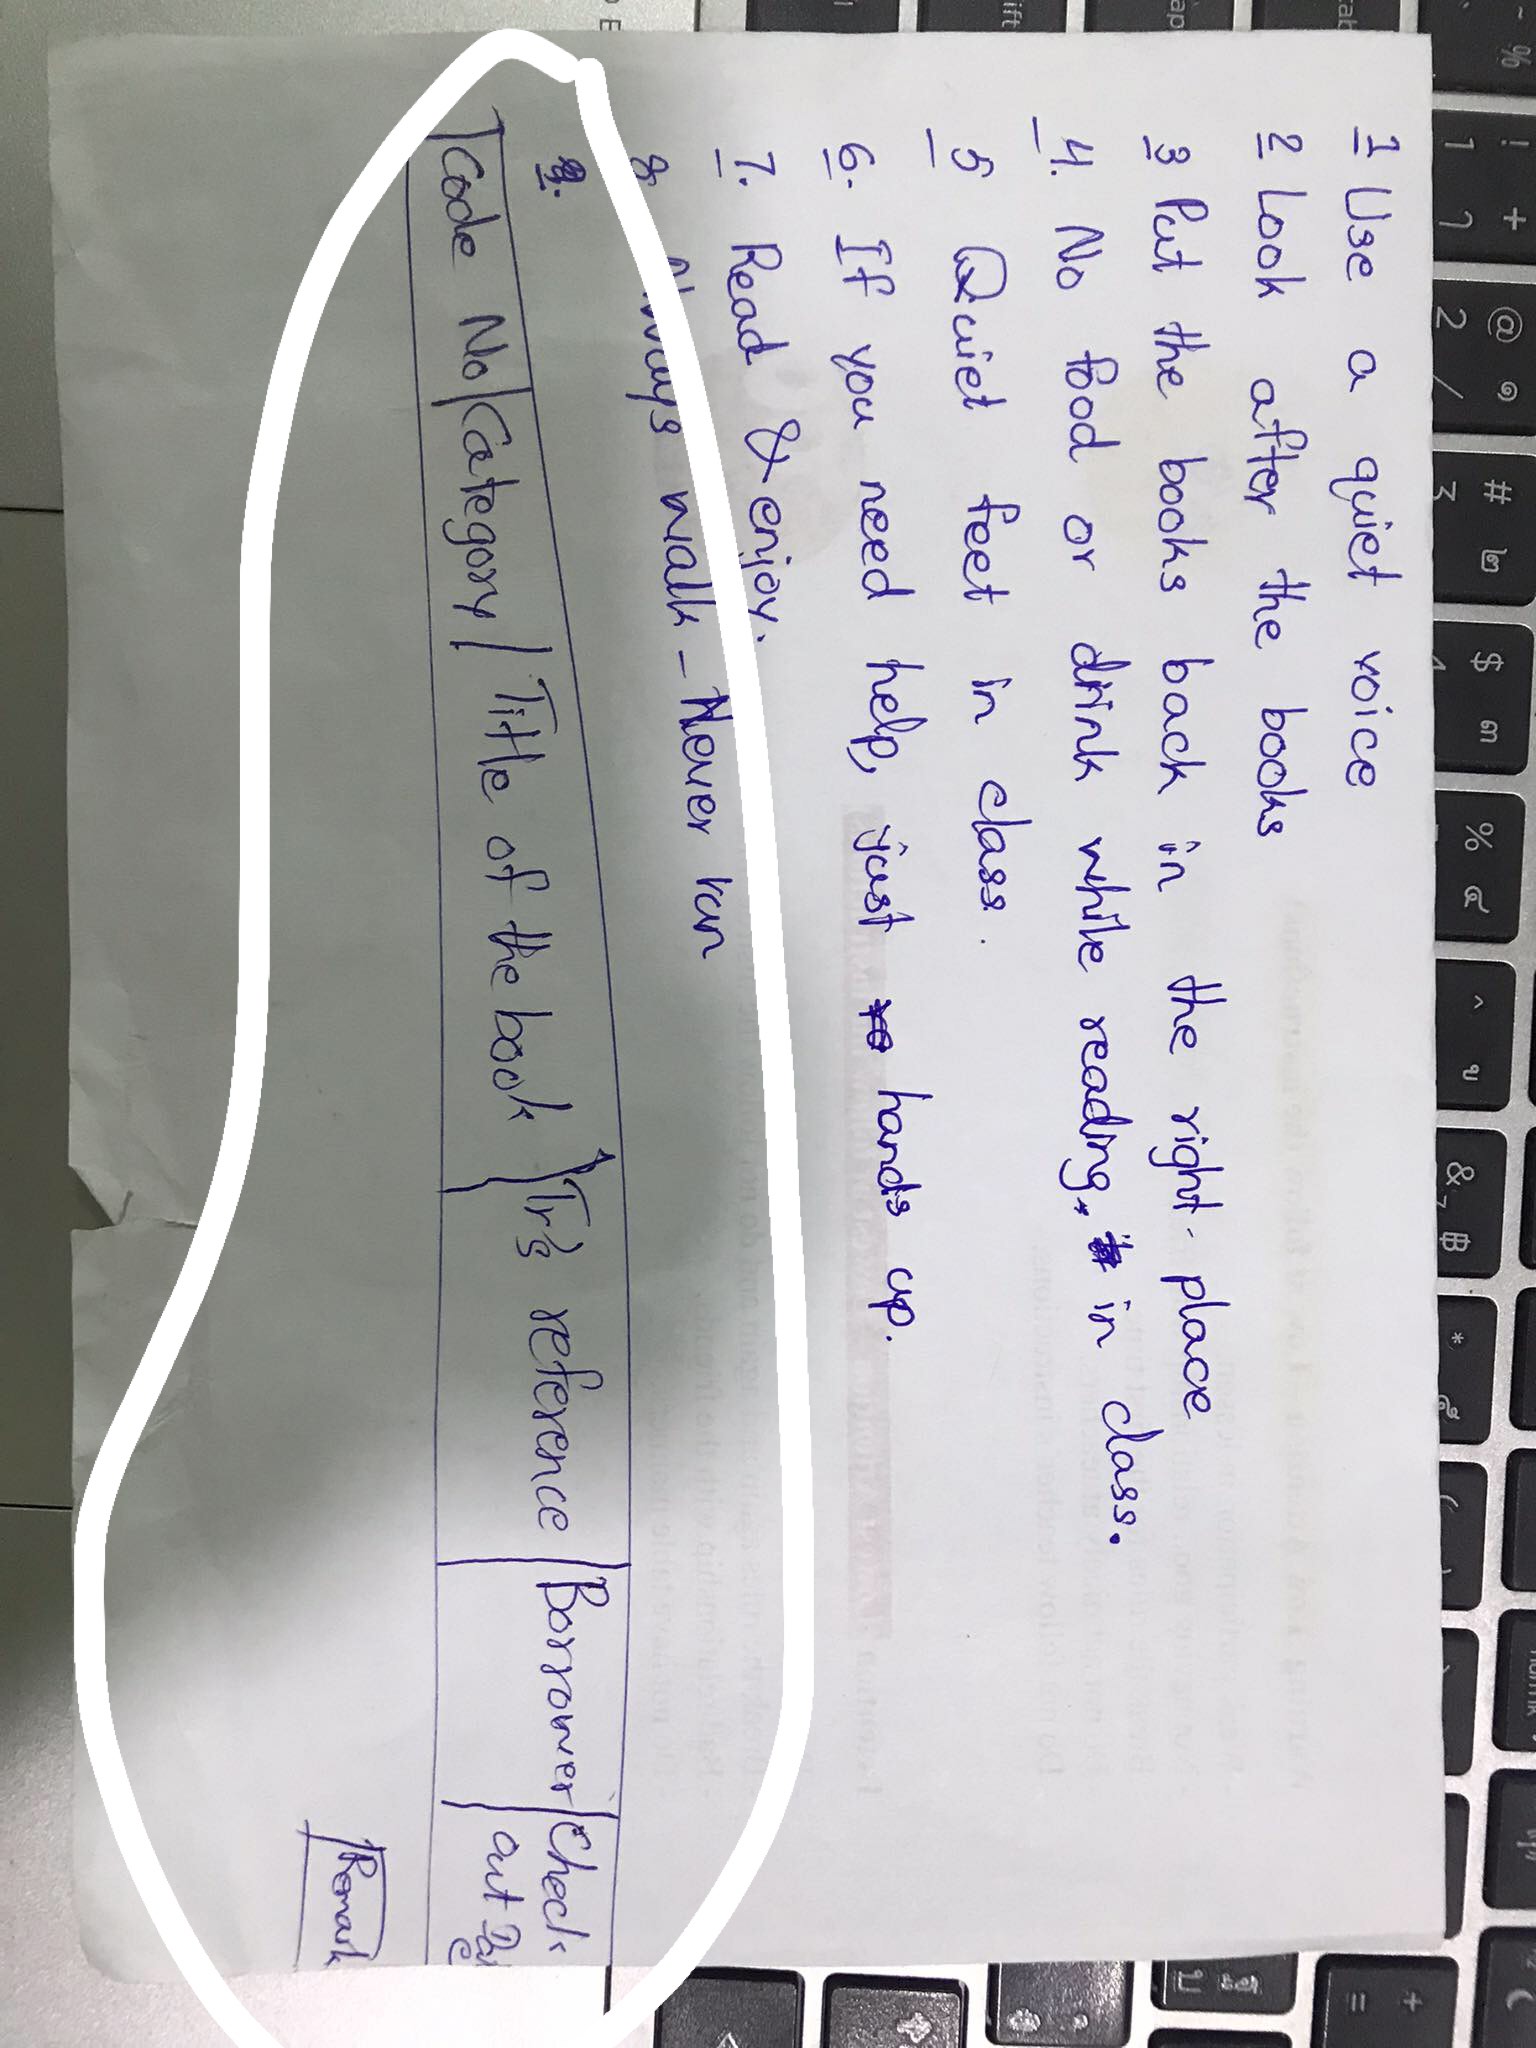 1 Use a quiet voice
2 Look after the books
3 Put the books back in the right place
4. No food or drink while reading, in class.
5 Quiet feet in class.
6. If you need help, just hands up.
7. Read & enjoy.
8. Always walk - Never run
9.
Code No | Category | Title of the book | Tr's reference | Borrower | Check out Da
Remark